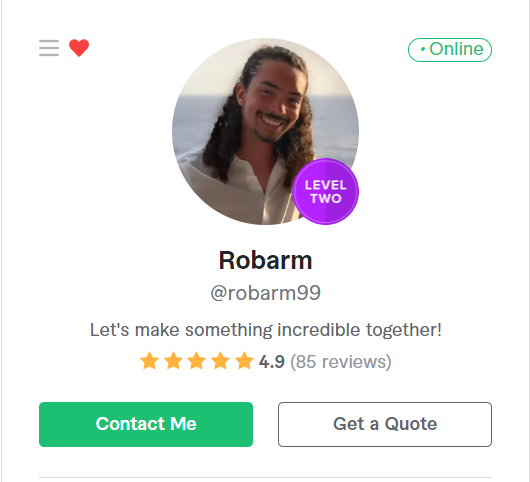 • Online
LEVEL
TWO
Robarm
@robarm99
Let's make something incredible together!
4.9 (85 reviews)
Contact Me
Get a Quote